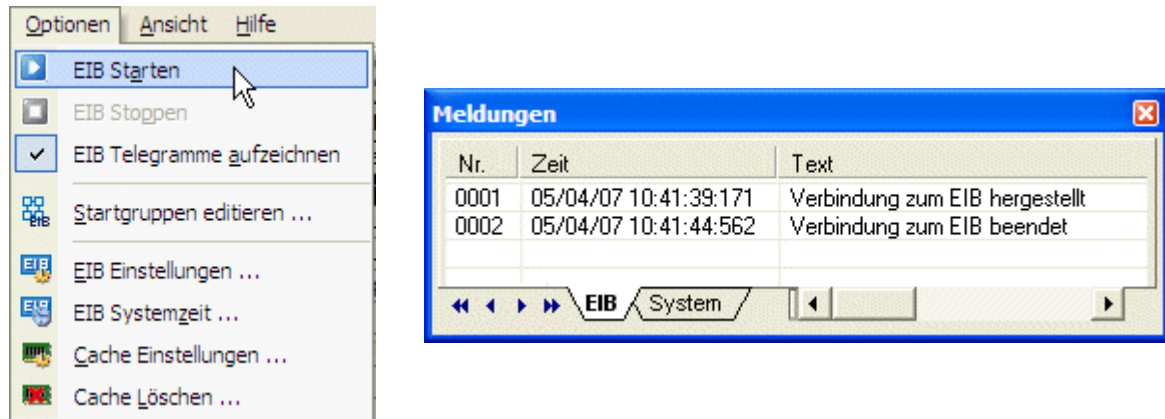 Optionen Ansicht Hilfe
EIB Starten
EIB Stoppen
EIB Telegramme aufzeichnen
Startgruppen editieren ...
EIB Einstellungen ...
EIB Systemzeit ...
Cache Einstellungen ...
Cache Löschen ...
Meldungen
Nr. Zeit Text
0001 05/04/07 10:41:39:171 Verbindung zum EIB hergestellt
0002 05/04/07 10:41:44:562 Verbindung zum EIB beendet
EIB System